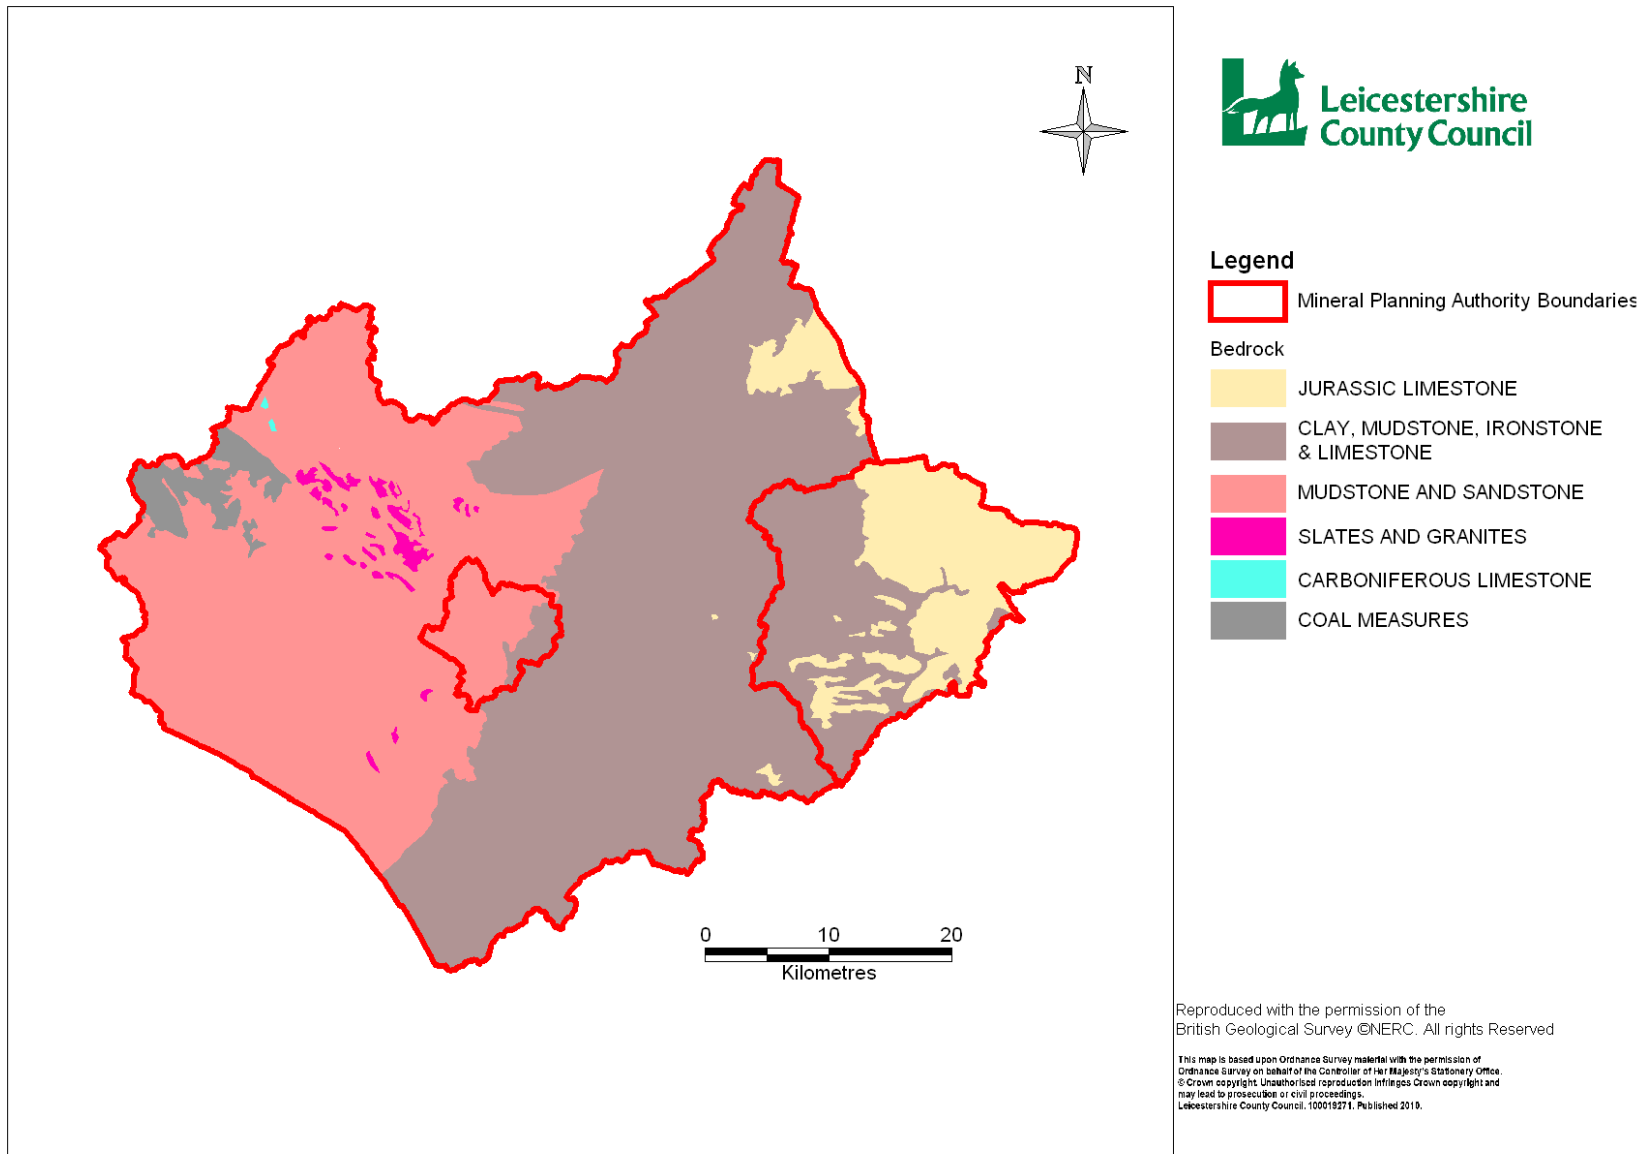 N
Leicestershire
County Council
Legend
Mineral Planning Authority Boundaries
Bedrock
JURASSIC LIMESTONE
CLAY, MUDSTONE, IRONSTONE
& LIMESTONE
MUDSTONE AND SANDSTONE
SLATES AND GRANITES
CARBONIFEROUS LIMESTONE
COAL MEASURES
0 10 20
Kilometres
Reproduced with the permission of the
British Geological Survey ©NERC. All rights Reserved
This map is based upon Ordnance Survey material with the permission of
Ordnance Survey on behalf of the Controller of Her Majesty's Stationery Office.
© Crown copyright. Unauthorised reproduction infringes Crown copyright and
may lead to prosecution or civil proceedings.
Leicestershire County Council. 100019271. Published 2010.